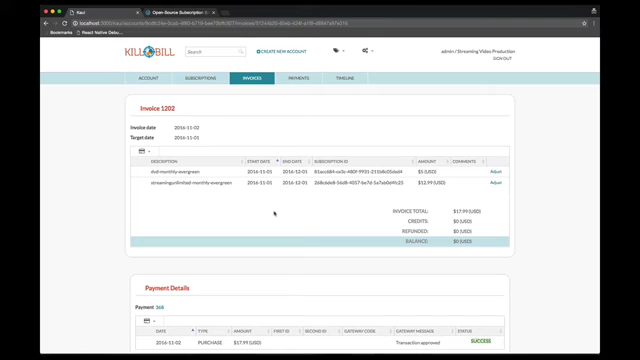 Kaui
Open-Source Subscription B
Bookmarks
React Native Debu...
KILL BILL
Search
CREATE NEW ACCOUNT
admin / Streaming Video Production
SIGN OUT
ACCOUNT SUBSCRIPTIONS INVOICES PAYMENTS TIMELINE
Invoice 1202
Invoice date 2016-11-02
Target date 2016-11-01
DESCRIPTION START DATE END DATE SUBSCRIPTION ID AMOUNT COMMENTS
dvd-monthly-evergreen 2016-11-01 2016-12-01 $5 (USD) Adjust
streamingunlimited-monthly-evergreen 2016-11-01 2016-12-01 $12.99 (USD) Adjust
INVOICE TOTAL: $17.99 (USD)
CREDITS: $0 (USD)
REFUNDED: $0 (USD)
BALANCE: $0 (USD)
Payment Details
Payment 368
DATE TYPE AMOUNT FIRST ID SECOND ID GATEWAY CODE GATEWAY MESSAGE STATUS
2016-11-02 PURCHASE $17.99 (USD) Transaction approved SUCCESS